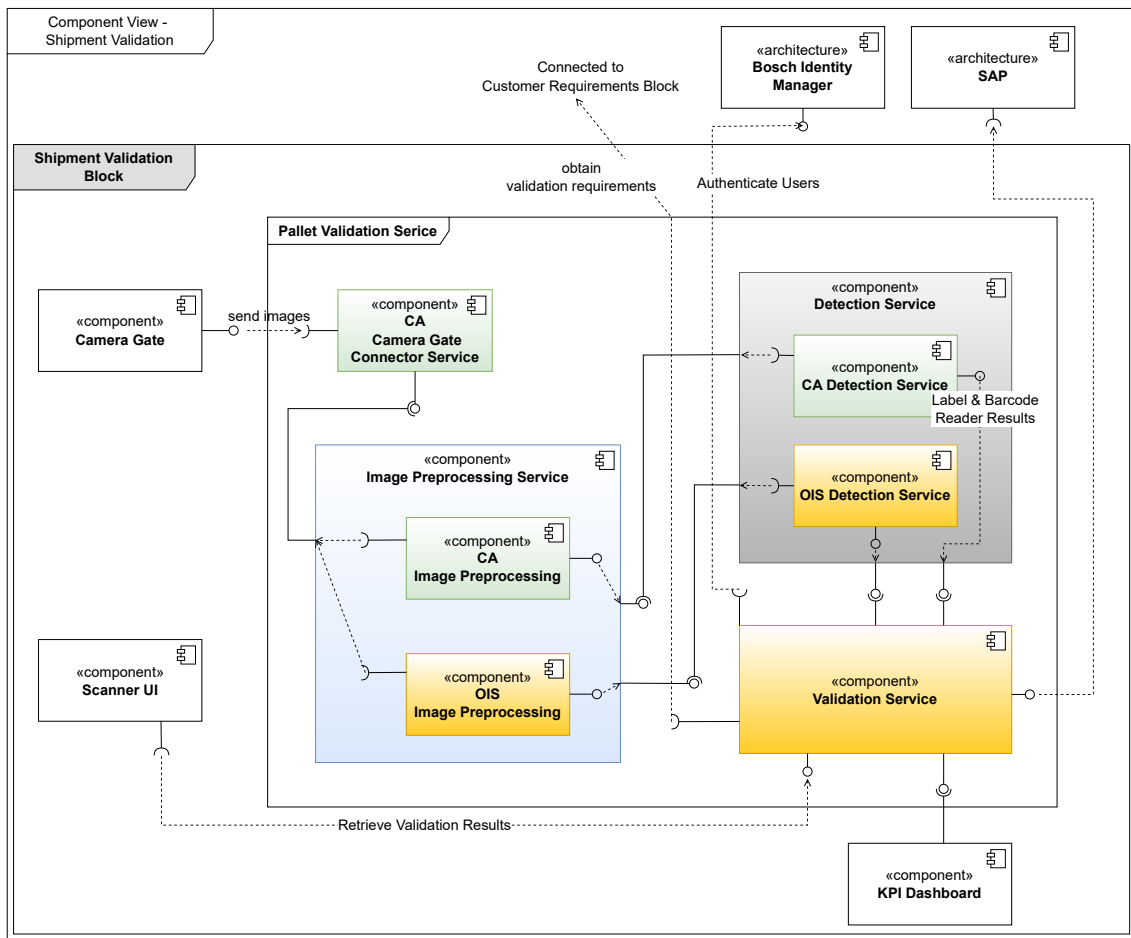 Component View -
Shipment Validation
«architecture»
Bosch Identity
Manager
«architecture»
SAP
Connected to
Customer Requirements Block
Shipment Validation
Block
obtain
validation requirements
Authenticate Users
Pallet Validation Serice
«component»
Camera Gate
send images
«component»
CA
Camera Gate
Connector Service
«component»
Detection Service
«component»
CA Detection Service
Label & Barcode
Reader Results
«component»
Image Preprocessing Service
«component»
OIS Detection Service
«component»
CA
Image Preprocessing
«component»
Scanner UI
«component»
OIS
Image Preprocessing
«component»
Validation Service
Retrieve Validation Results
«component»
KPI Dashboard